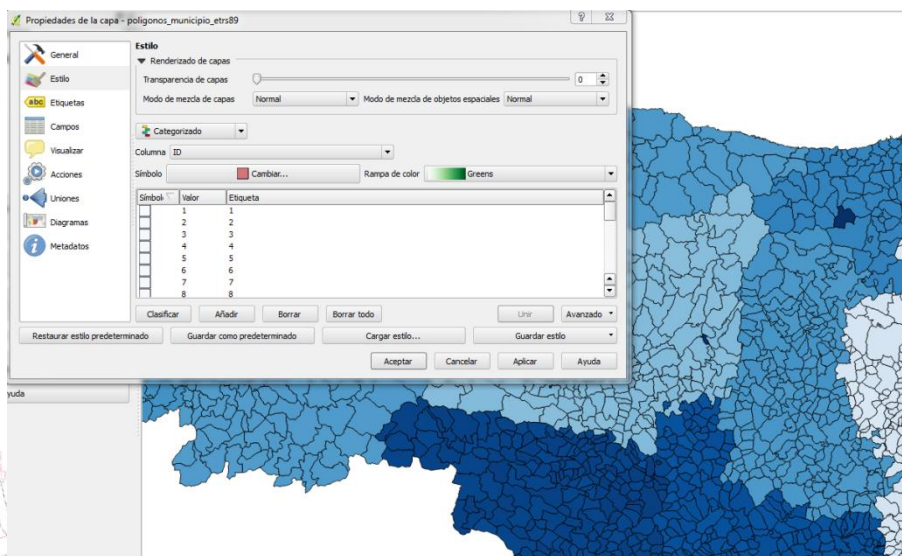 Propiedades de la capa - poligonos_municipio_etrs89
General
Estilo
abc Etiquetas
Campos
Visualizar
Acciones
Uniones
Diagramas
Metadatos
Estilo
Renderizado de capas
Transparencia de capas 0
Modo de mezcla de capas Normal Modo de mezcla de objetos espaciales Normal
Categorizado
Columna ID
Símbolo Cambiar... Rampa de color Greens
Símbolo Valor Etiqueta
1 1
2 2
3 3
4 4
5 5
6 6
7 7
8 8
Clasificar Añadir Borrar Borrar todo Unir Avanzado
Restaurar estilo predeterminado Guardar como predeterminado Cargar estilo... Guardar estilo
Aceptar Cancelar Aplicar Ayuda
yuda